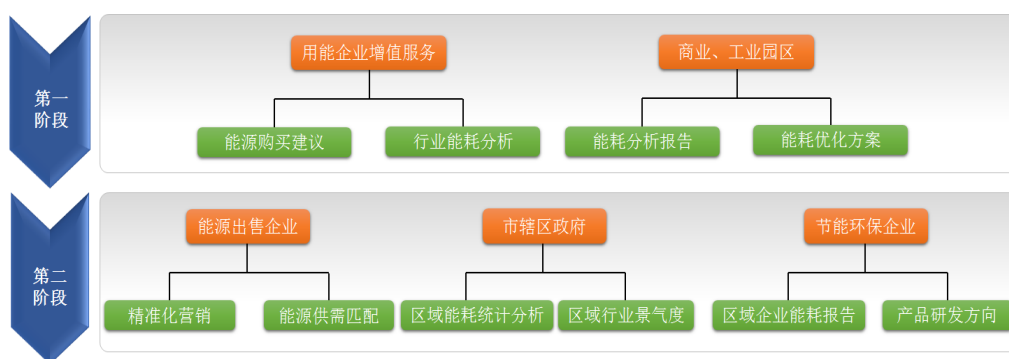 第一
阶段
用能企业增值服务
商业、工业园区
能源购买建议
行业能耗分析
能耗分析报告
能耗优化方案
第二
阶段
能源出售企业
市辖区政府
节能环保企业
精准化营销
能源供需匹配
区域能耗统计分析
区域行业景气度
区域企业能耗报告
产品研发方向